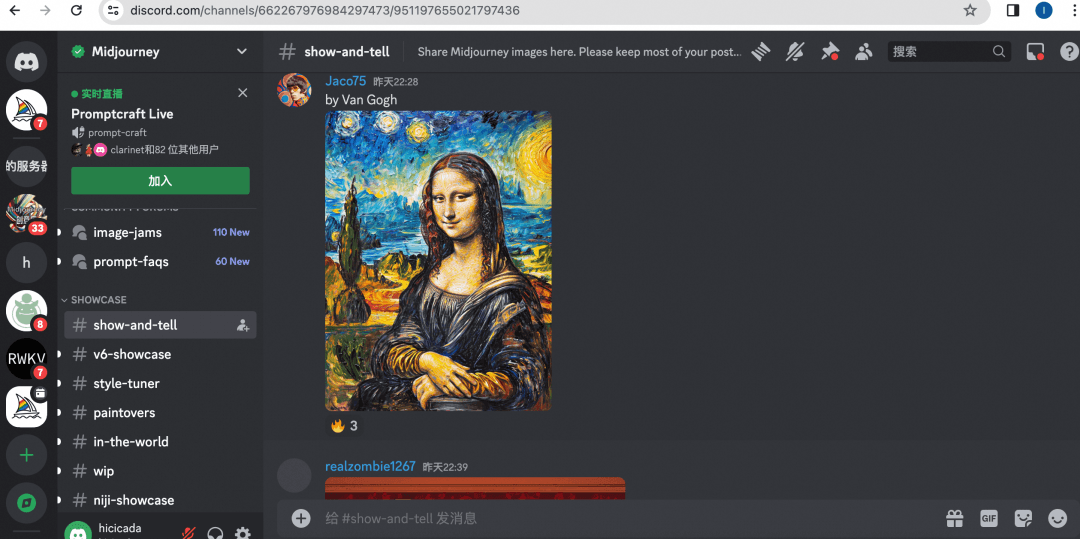 discord.com/channels/662267976984297473/951197655021797436
I
7
的服务器
33
h
8
RWKV
7
Midjourney
实时直播
Promptcraft Live
prompt-craft
clarinet和82 位其他用户
加入
COMMUNITY FORUMS
image-jams
110 New
prompt-faqs
60 New
SHOWCASE
show-and-tell
v6-showcase
style-tuner
paintovers
in-the-world
wip
niji-showcase
hicicada
show-and-tell
Share Midjourney images here. Please keep most of your post...
搜索
Jaco75 昨天22:28
by Van Gogh
3
realzombie1267 昨天22:39
给 #show-and-tell 发消息
GIF